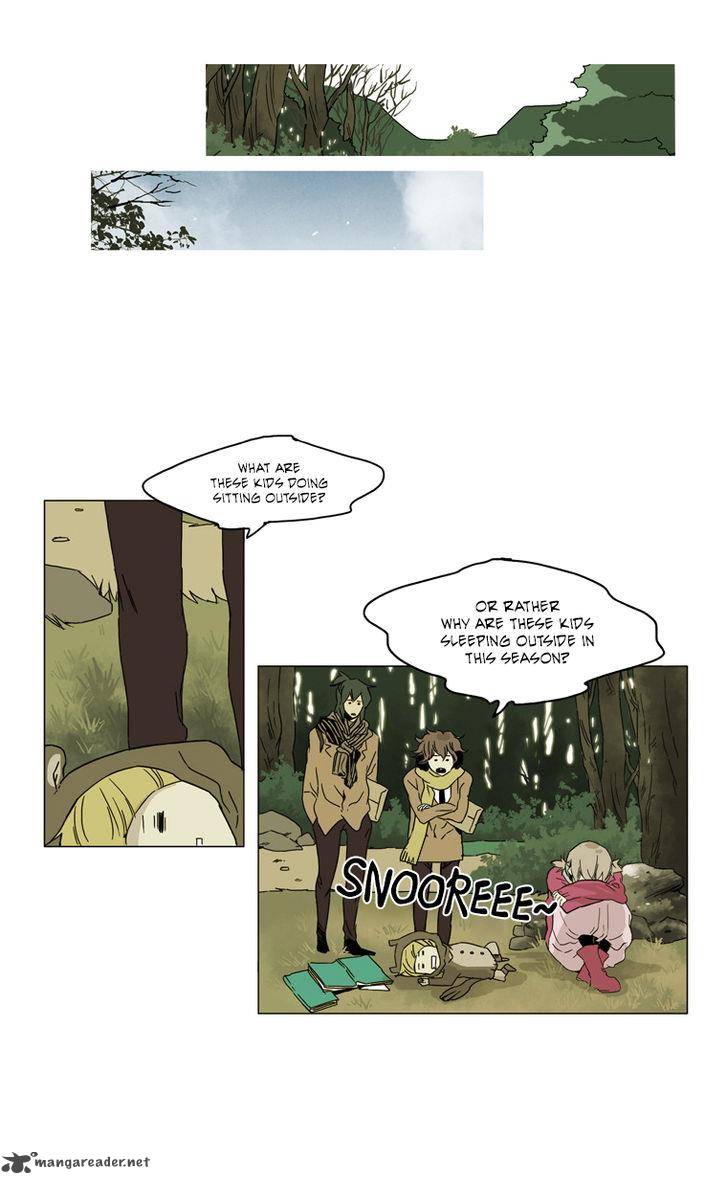 WHAT ARE
THESE KIDS DOING
SITTING OUTSIDE?
OR RATHER
WHY ARE THESE KIDS
SLEEPING OUTSIDE IN
THIS SEASON?
SNOOREEE~
mangareader.net